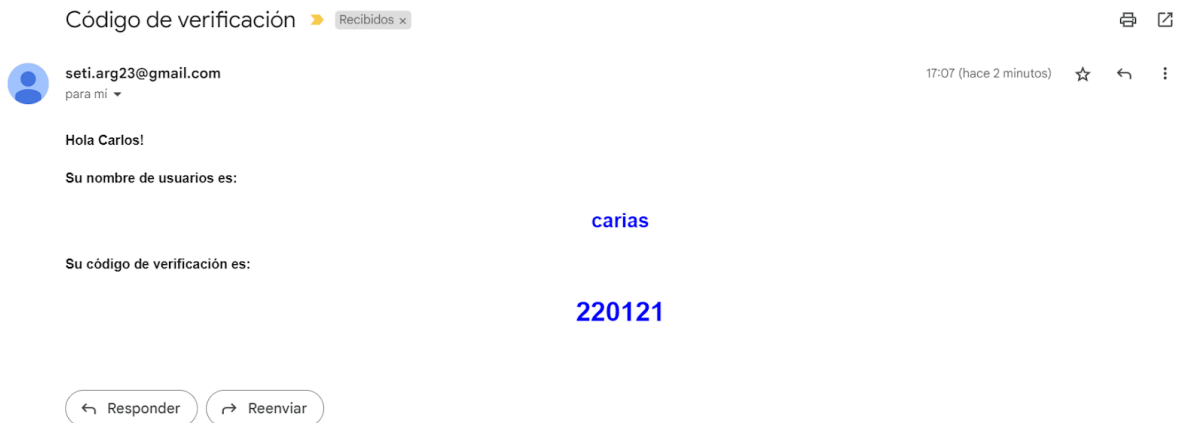 Código de verificación Recibidos ×
seti.arg23@gmail.com 17:07 (hace 2 minutos)
para mí
Hola Carlos!
Su nombre de usuarios es:
carias
Su código de verificación es:
220121
Responder Reenviar